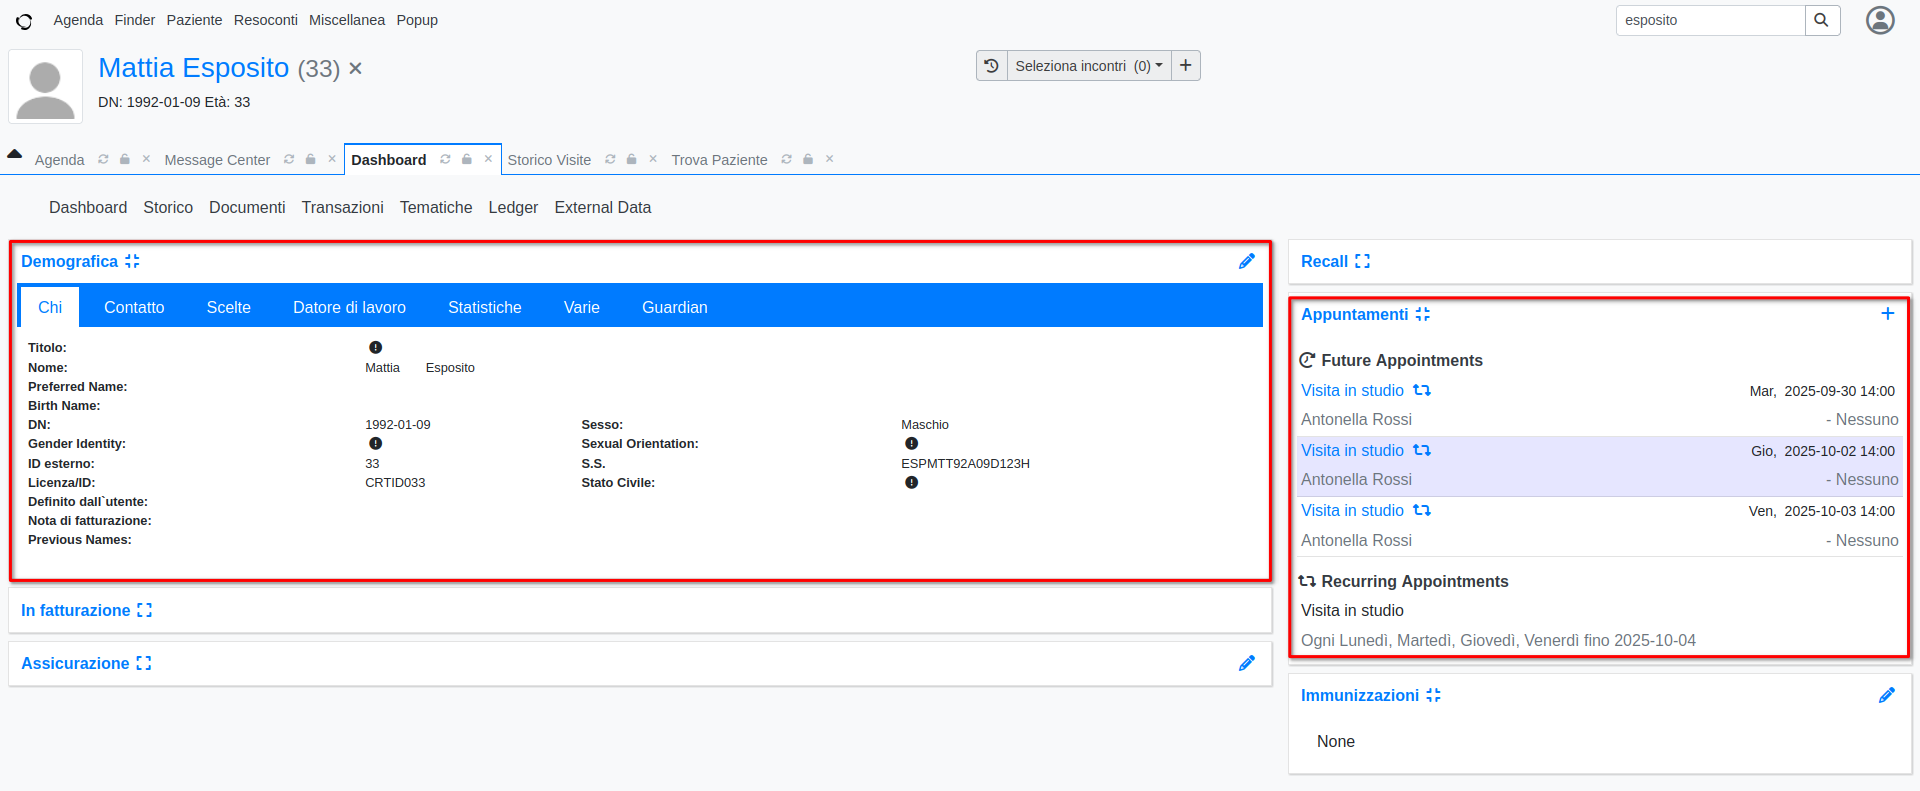 Agenda Finder Paziente Resoconti Miscellanea Popup
esposito
Mattia Esposito (33)
DN: 1992-01-09 Età: 33
Seleziona incontri (0)
Agenda Message Center Dashboard Storico Visite Trova Paziente
Dashboard Storico Documenti Transazioni Tematiche Ledger External Data
Demografica
Chi Contatto Scelte Datore di lavoro Statistiche Varie Guardian
Titolo:
Nome: Mattia Esposito
Preferred Name:
Birth Name:
DN: 1992-01-09 Sesso: Maschio
Gender Identity: Sexual Orientation:
ID esterno: 33 S.S. ESPMTT92A09D123H
Licenza/ID: CRTID033 Stato Civile:
Definito dall`utente:
Nota di fatturazione:
Previous Names:
In fatturazione
Assicurazione
Recall
Appuntamenti
Future Appointments
Visita in studio Mar, 2025-09-30 14:00
Antonella Rossi - Nessuno
Visita in studio Gio, 2025-10-02 14:00
Antonella Rossi - Nessuno
Visita in studio Ven, 2025-10-03 14:00
Antonella Rossi - Nessuno
Recurring Appointments
Visita in studio
Ogni Lunedì, Martedì, Giovedì, Venerdì fino 2025-10-04
Immunizzazioni
None